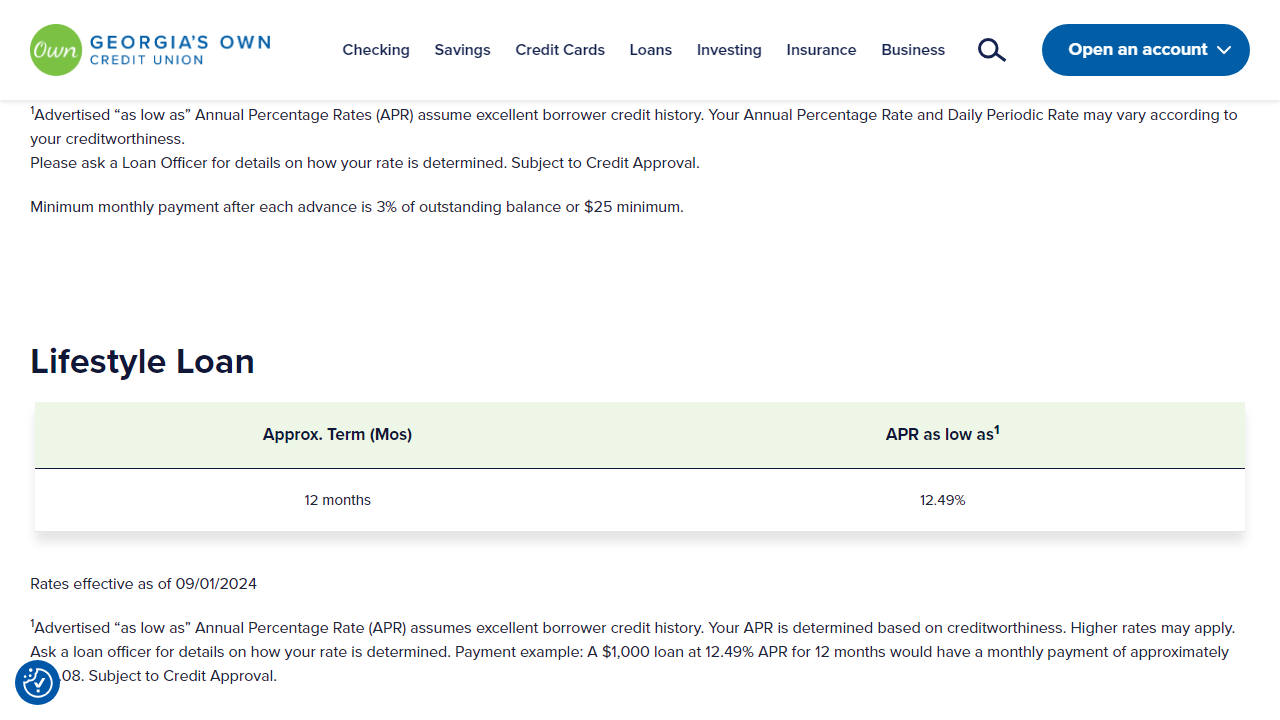 Own GEORGIA'S OWN
CREDIT UNION
Checking Savings Credit Cards Loans Investing Insurance Business Open an account
¹Advertised “as low as” Annual Percentage Rates (APR) assume excellent borrower credit history. Your Annual Percentage Rate and Daily Periodic Rate may vary according to
your creditworthiness.
Please ask a Loan Officer for details on how your rate is determined. Subject to Credit Approval.
Minimum monthly payment after each advance is 3% of outstanding balance or $25 minimum.
Lifestyle Loan
Approx. Term (Mos) APR as low as¹
12 months 12.49%
Rates effective as of 09/01/2024
¹Advertised “as low as” Annual Percentage Rate (APR) assumes excellent borrower credit history. Your APR is determined based on creditworthiness. Higher rates may apply.
Ask a loan officer for details on how your rate is determined. Payment example: A $1,000 loan at 12.49% APR for 12 months would have a monthly payment of approximately
.08. Subject to Credit Approval.